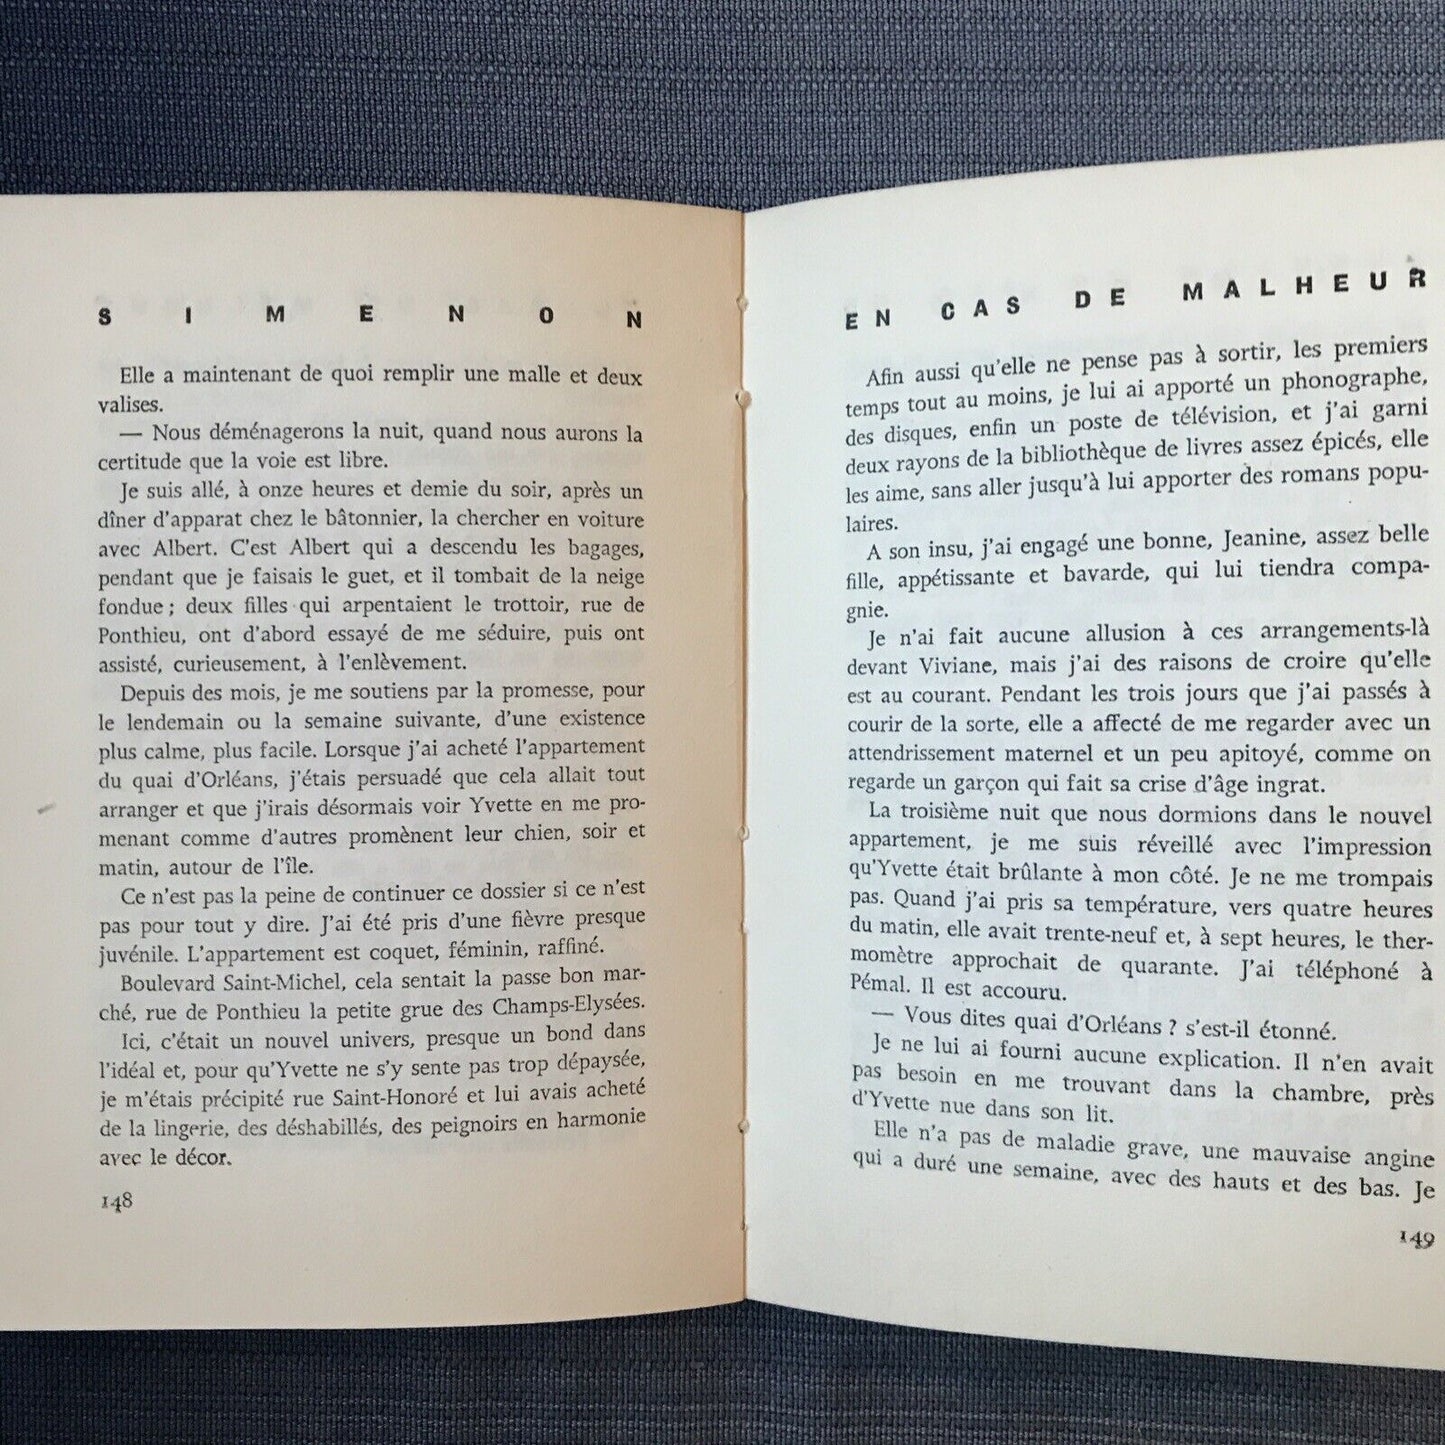 S I M E N O N
Elle a maintenant de quoi remplir une malle et deux
valises.
— Nous déménagerons la nuit, quand nous aurons la
certitude que la voie est libre.
Je suis allé, à onze heures et demie du soir, après un
dîner d'apparat chez le bâtonnier, la chercher en voiture
avec Albert. C'est Albert qui a descendu les bagages,
pendant que je faisais le guet, et il tombait de la neige
fondue ; deux filles qui arpentaient le trottoir, rue de
Ponthieu, ont d'abord essayé de me séduire, puis ont
assisté, curieusement, à l'enlèvement.
Depuis des mois, je me soutiens par la promesse, pour
le lendemain ou la semaine suivante, d'une existence
plus calme, plus facile. Lorsque j'ai acheté l'appartement
du quai d'Orléans, j'étais persuadé que cela allait tout
arranger et que j'irais désormais voir Yvette en me pro-
menant comme d'autres promènent leur chien, soir et
matin, autour de l'île.
Ce n'est pas la peine de continuer ce dossier si ce n'est
pas pour tout y dire. J'ai été pris d'une fièvre presque
juvénile. L'appartement est coquet, féminin, raffiné.
Boulevard Saint-Michel, cela sentait la passe bon mar-
ché, rue de Ponthieu la petite grue des Champs-Elysées.
Ici, c'était un nouvel univers, presque un bond dans
l'idéal et, pour qu'Yvette ne s'y sente pas trop dépaysée,
je m'étais précipité rue Saint-Honoré et lui avais acheté
de la lingerie, des déshabillés, des peignoirs en harmonie
avec le décor.
148
EN CAS DE MALHEUR
Afin aussi qu'elle ne pense pas à sortir, les premiers
temps tout au moins, je lui ai apporté un phonographe,
des disques, enfin un poste de télévision, et j'ai garni
deux rayons de la bibliothèque de livres assez épicés, elle
les aime, sans aller jusqu'à lui apporter des romans popu-
laires.
A son insu, j'ai engagé une bonne, Jeanine, assez belle
fille, appétissante et bavarde, qui lui tiendra compa-
gnie.
Je n'ai fait aucune allusion à ces arrangements-là
devant Viviane, mais j'ai des raisons de croire qu'elle
est au courant. Pendant les trois jours que j'ai passés à
courir de la sorte, elle a affecté de me regarder avec un
attendrissement maternel et un peu apitoyé, comme on
regarde un garçon qui fait sa crise d'âge ingrat.
La troisième nuit que nous dormions dans le nouvel
appartement, je me suis réveillé avec l'impression
qu'Yvette était brûlante à mon côté. Je ne me trompais
pas. Quand j'ai pris sa température, vers quatre heures
du matin, elle avait trente-neuf et, à sept heures, le ther-
momètre approchait de quarante. J'ai téléphoné à
Pémal. Il est accouru.
— Vous dites quai d'Orléans ? s'est-il étonné.
Je ne lui ai fourni aucune explication. Il n'en avait
pas besoin en me trouvant dans la chambre, près
d'Yvette nue dans son lit.
Elle n'a pas de maladie grave, une mauvaise angine
qui a duré une semaine, avec des hauts et des bas. Je
149